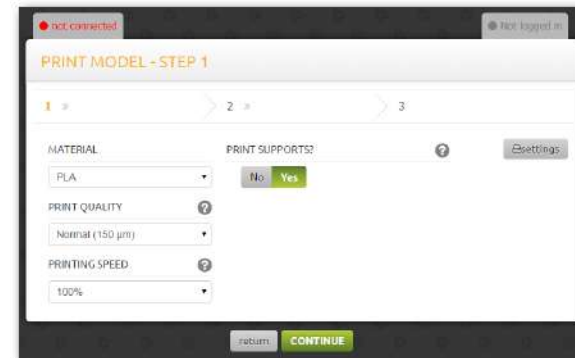 not connected
Not logged in
PRINT MODEL - STEP 1
1 » 2 » 3
MATERIAL
PRINT SUPPORTS?
settings
PLA
No Yes
PRINT QUALITY
Normal (150 µm)
PRINTING SPEED
100%
return CONTINUE